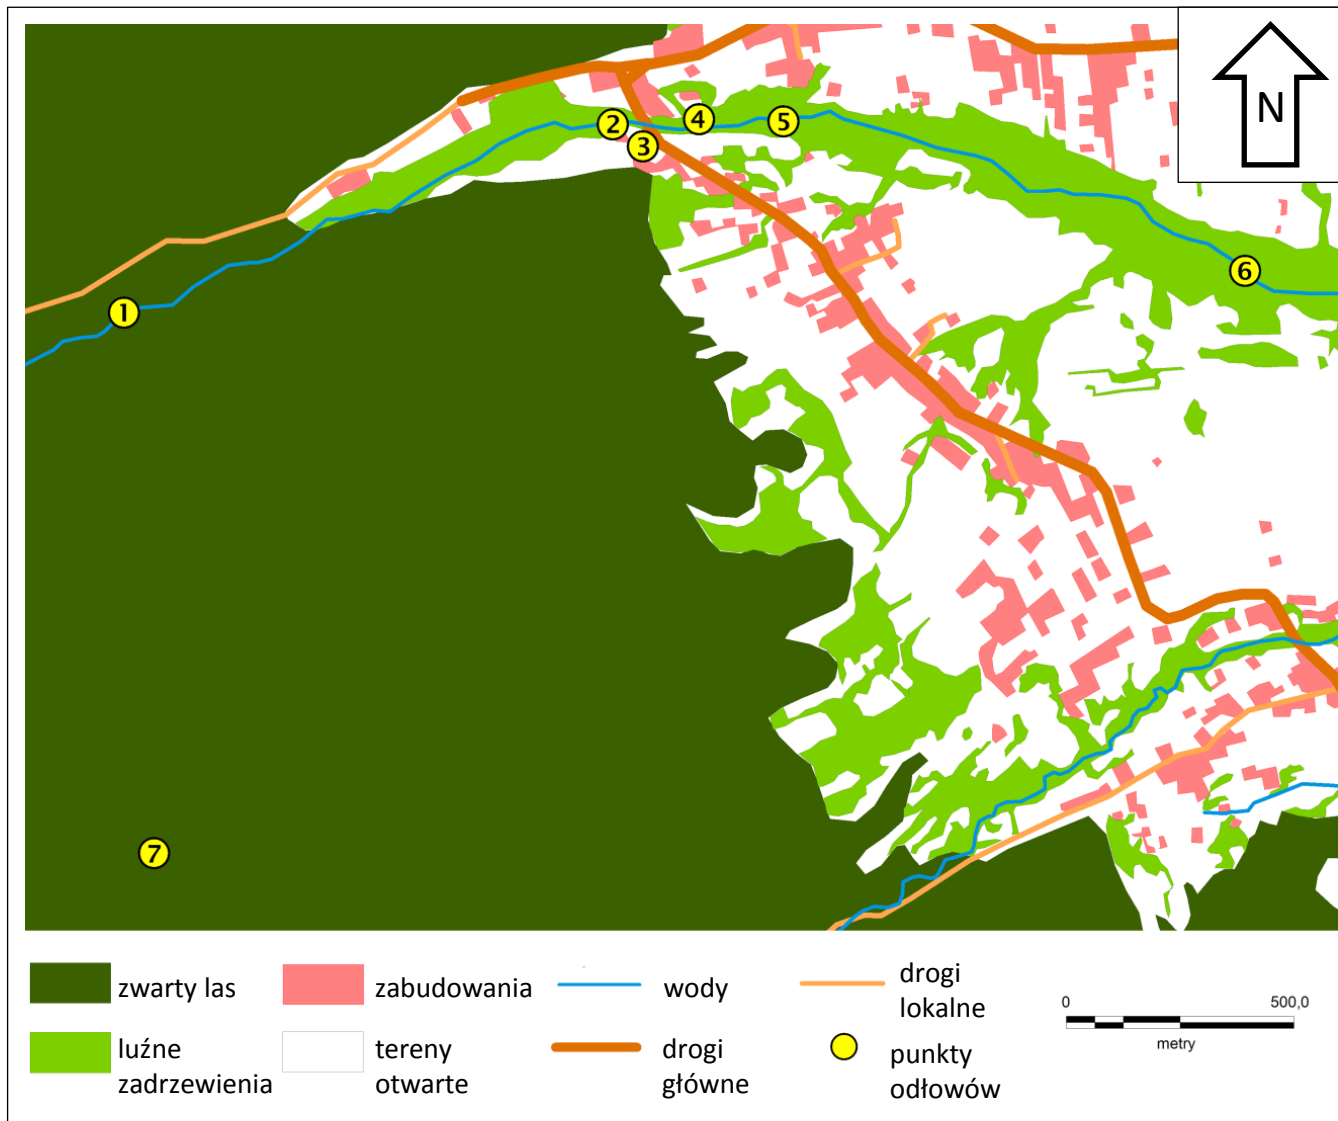 N
2
4
5
3
6
1
7
zwarty las
zabudowania
wody
drogi
lokalne
luźne
zadrzewienia
tereny
otwarte
drogi
główne
punkty
odłowów
0 500,0
metry